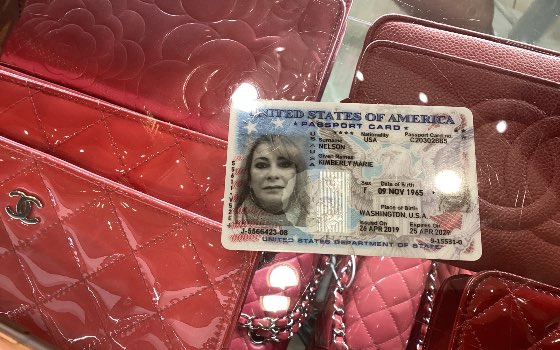 UNITED STATES OF AMERICA
PASSPORT CARD
USA
Nationality
Passport Card no.
Surname
USA
C20302665
NELSON
Given Names
KIMBERLY MARIE
Sex
Date of Birth
F
09 NOV 1965
Place of Birth
WASHINGTON, U.S.A.
Issued On
Expires On
26 APR 2019
25 APR 2029
J-5666423-08
9-15531-0
UNITED STATES DEPARTMENT OF STATE